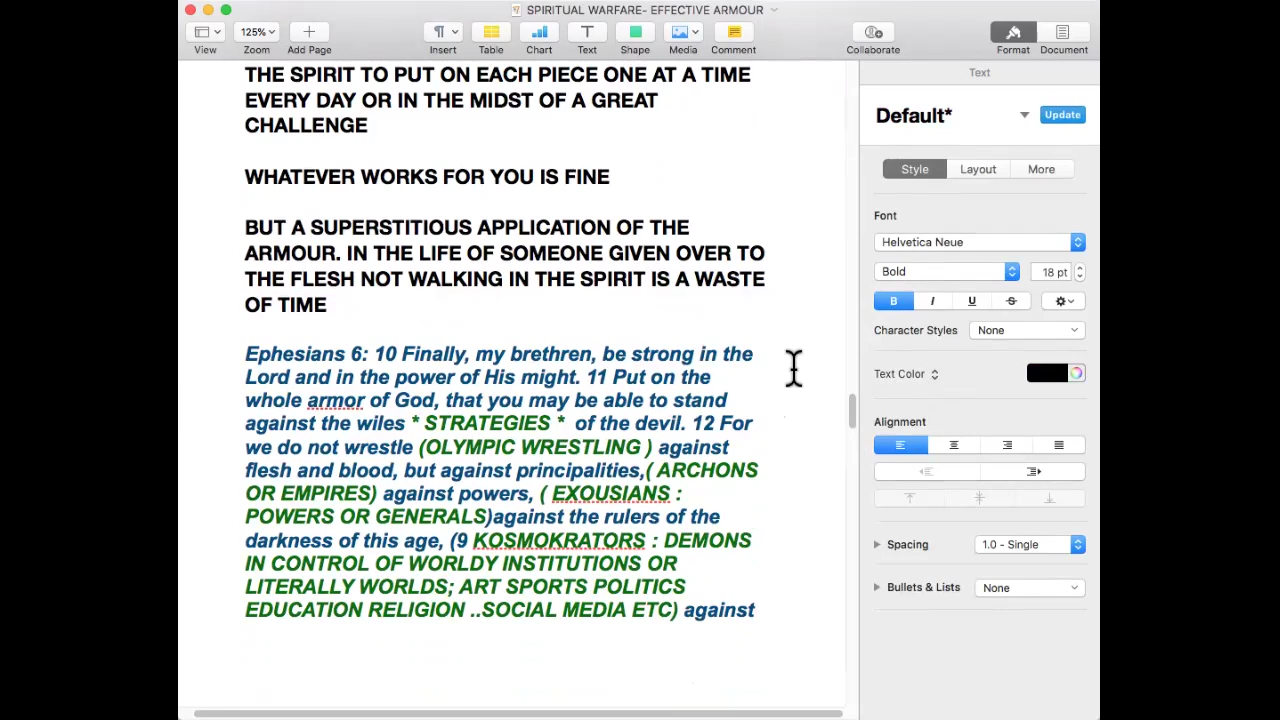 SPIRITUAL WARFARE- EFFECTIVE ARMOUR
125%
View
Zoom
Add Page
Insert
Table
Chart
Text
Shape
Media
Comment
Collaborate
Format
Document
THE SPIRIT TO PUT ON EACH PIECE ONE AT A TIME
EVERY DAY OR IN THE MIDST OF A GREAT
CHALLENGE
WHATEVER WORKS FOR YOU IS FINE
BUT A SUPERSTITIOUS APPLICATION OF THE
ARMOUR. IN THE LIFE OF SOMEONE GIVEN OVER TO
THE FLESH NOT WALKING IN THE SPIRIT IS A WASTE
OF TIME
Ephesians 6: 10 Finally, my brethren, be strong in the
Lord and in the power of His might. 11 Put on the
whole armor of God, that you may be able to stand
against the wiles * STRATEGIES *  of the devil. 12 For
we do not wrestle (OLYMPIC WRESTLING ) against
flesh and blood, but against principalities,( ARCHONS
OR EMPIRES) against powers, ( EXOUSIANS :
POWERS OR GENERALS)against the rulers of the
darkness of this age, (9 KOSMOKRATORS : DEMONS
IN CONTROL OF WORLDY INSTITUTIONS OR
LITERALLY WORLDS; ART SPORTS POLITICS
EDUCATION RELIGION ..SOCIAL MEDIA ETC) against
Text
Default*
Update
Style
Layout
More
Font
Helvetica Neue
Bold
18 pt
B I U S
Character Styles
None
Text Color
Alignment
Spacing
1.0 - Single
Bullets & Lists
None